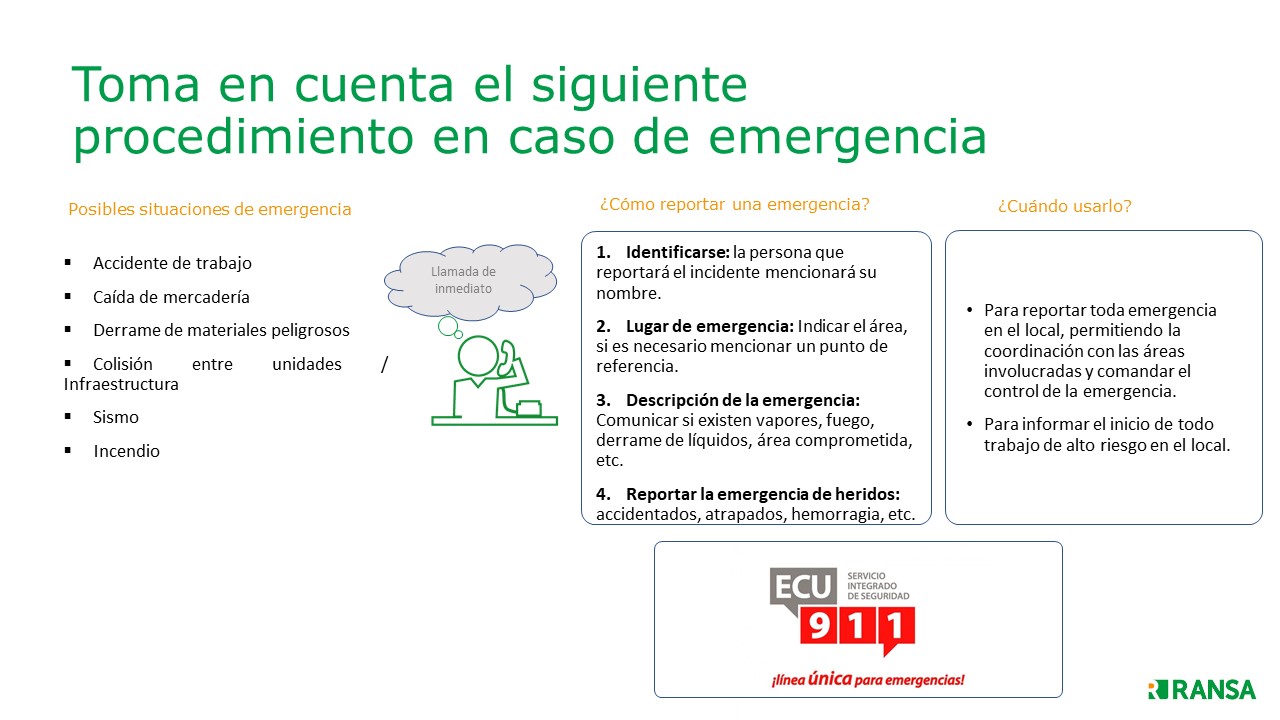 Toma en cuenta el siguiente
procedimiento en caso de emergencia
Posibles situaciones de emergencia
▪ Accidente de trabajo
▪ Caída de mercadería
▪ Derrame de materiales peligrosos
▪ Colisión entre unidades /
Infraestructura
▪ Sismo
▪ Incendio
Llamada de
inmediato
¿Cómo reportar una emergencia?
1. Identificarse: la persona que
reportará el incidente mencionará su
nombre.
2. Lugar de emergencia: Indicar el área,
si es necesario mencionar un punto de
referencia.
3. Descripción de la emergencia:
Comunicar si existen vapores, fuego,
derrame de líquidos, área comprometida,
etc.
4. Reportar la emergencia de heridos:
accidentados, atrapados, hemorragia, etc.
¿Cuándo usarlo?
• Para reportar toda emergencia
en el local, permitiendo la
coordinación con las áreas
involucradas y comandar el
control de la emergencia.
• Para informar el inicio de todo
trabajo de alto riesgo en el local.
ECU
SERVICIO
INTEGRADO
DE SEGURIDAD
911
¡línea única para emergencias!
RANSA